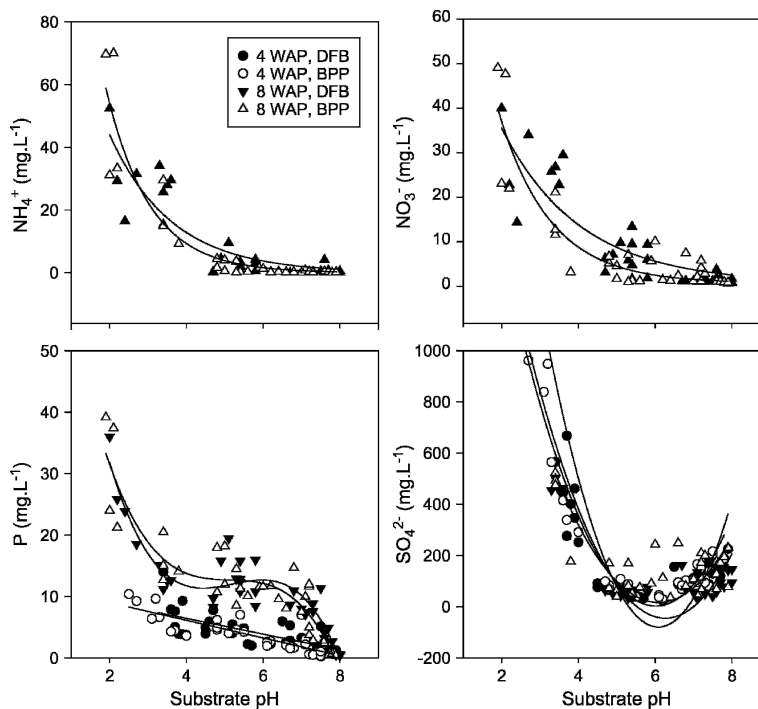 80
60
40
20
0
NH₄⁺ (mg.L⁻¹)
4 WAP, DFB
4 WAP, BPP
8 WAP, DFB
8 WAP, BPP
60
50
40
30
20
10
0
NO₃⁻ (mg.L⁻¹)
50
40
30
20
10
0
P (mg.L⁻¹)
2 4 6 8
Substrate pH
1000
800
600
400
200
0
-200
SO₄²⁻ (mg.L⁻¹)
2 4 6 8
Substrate pH